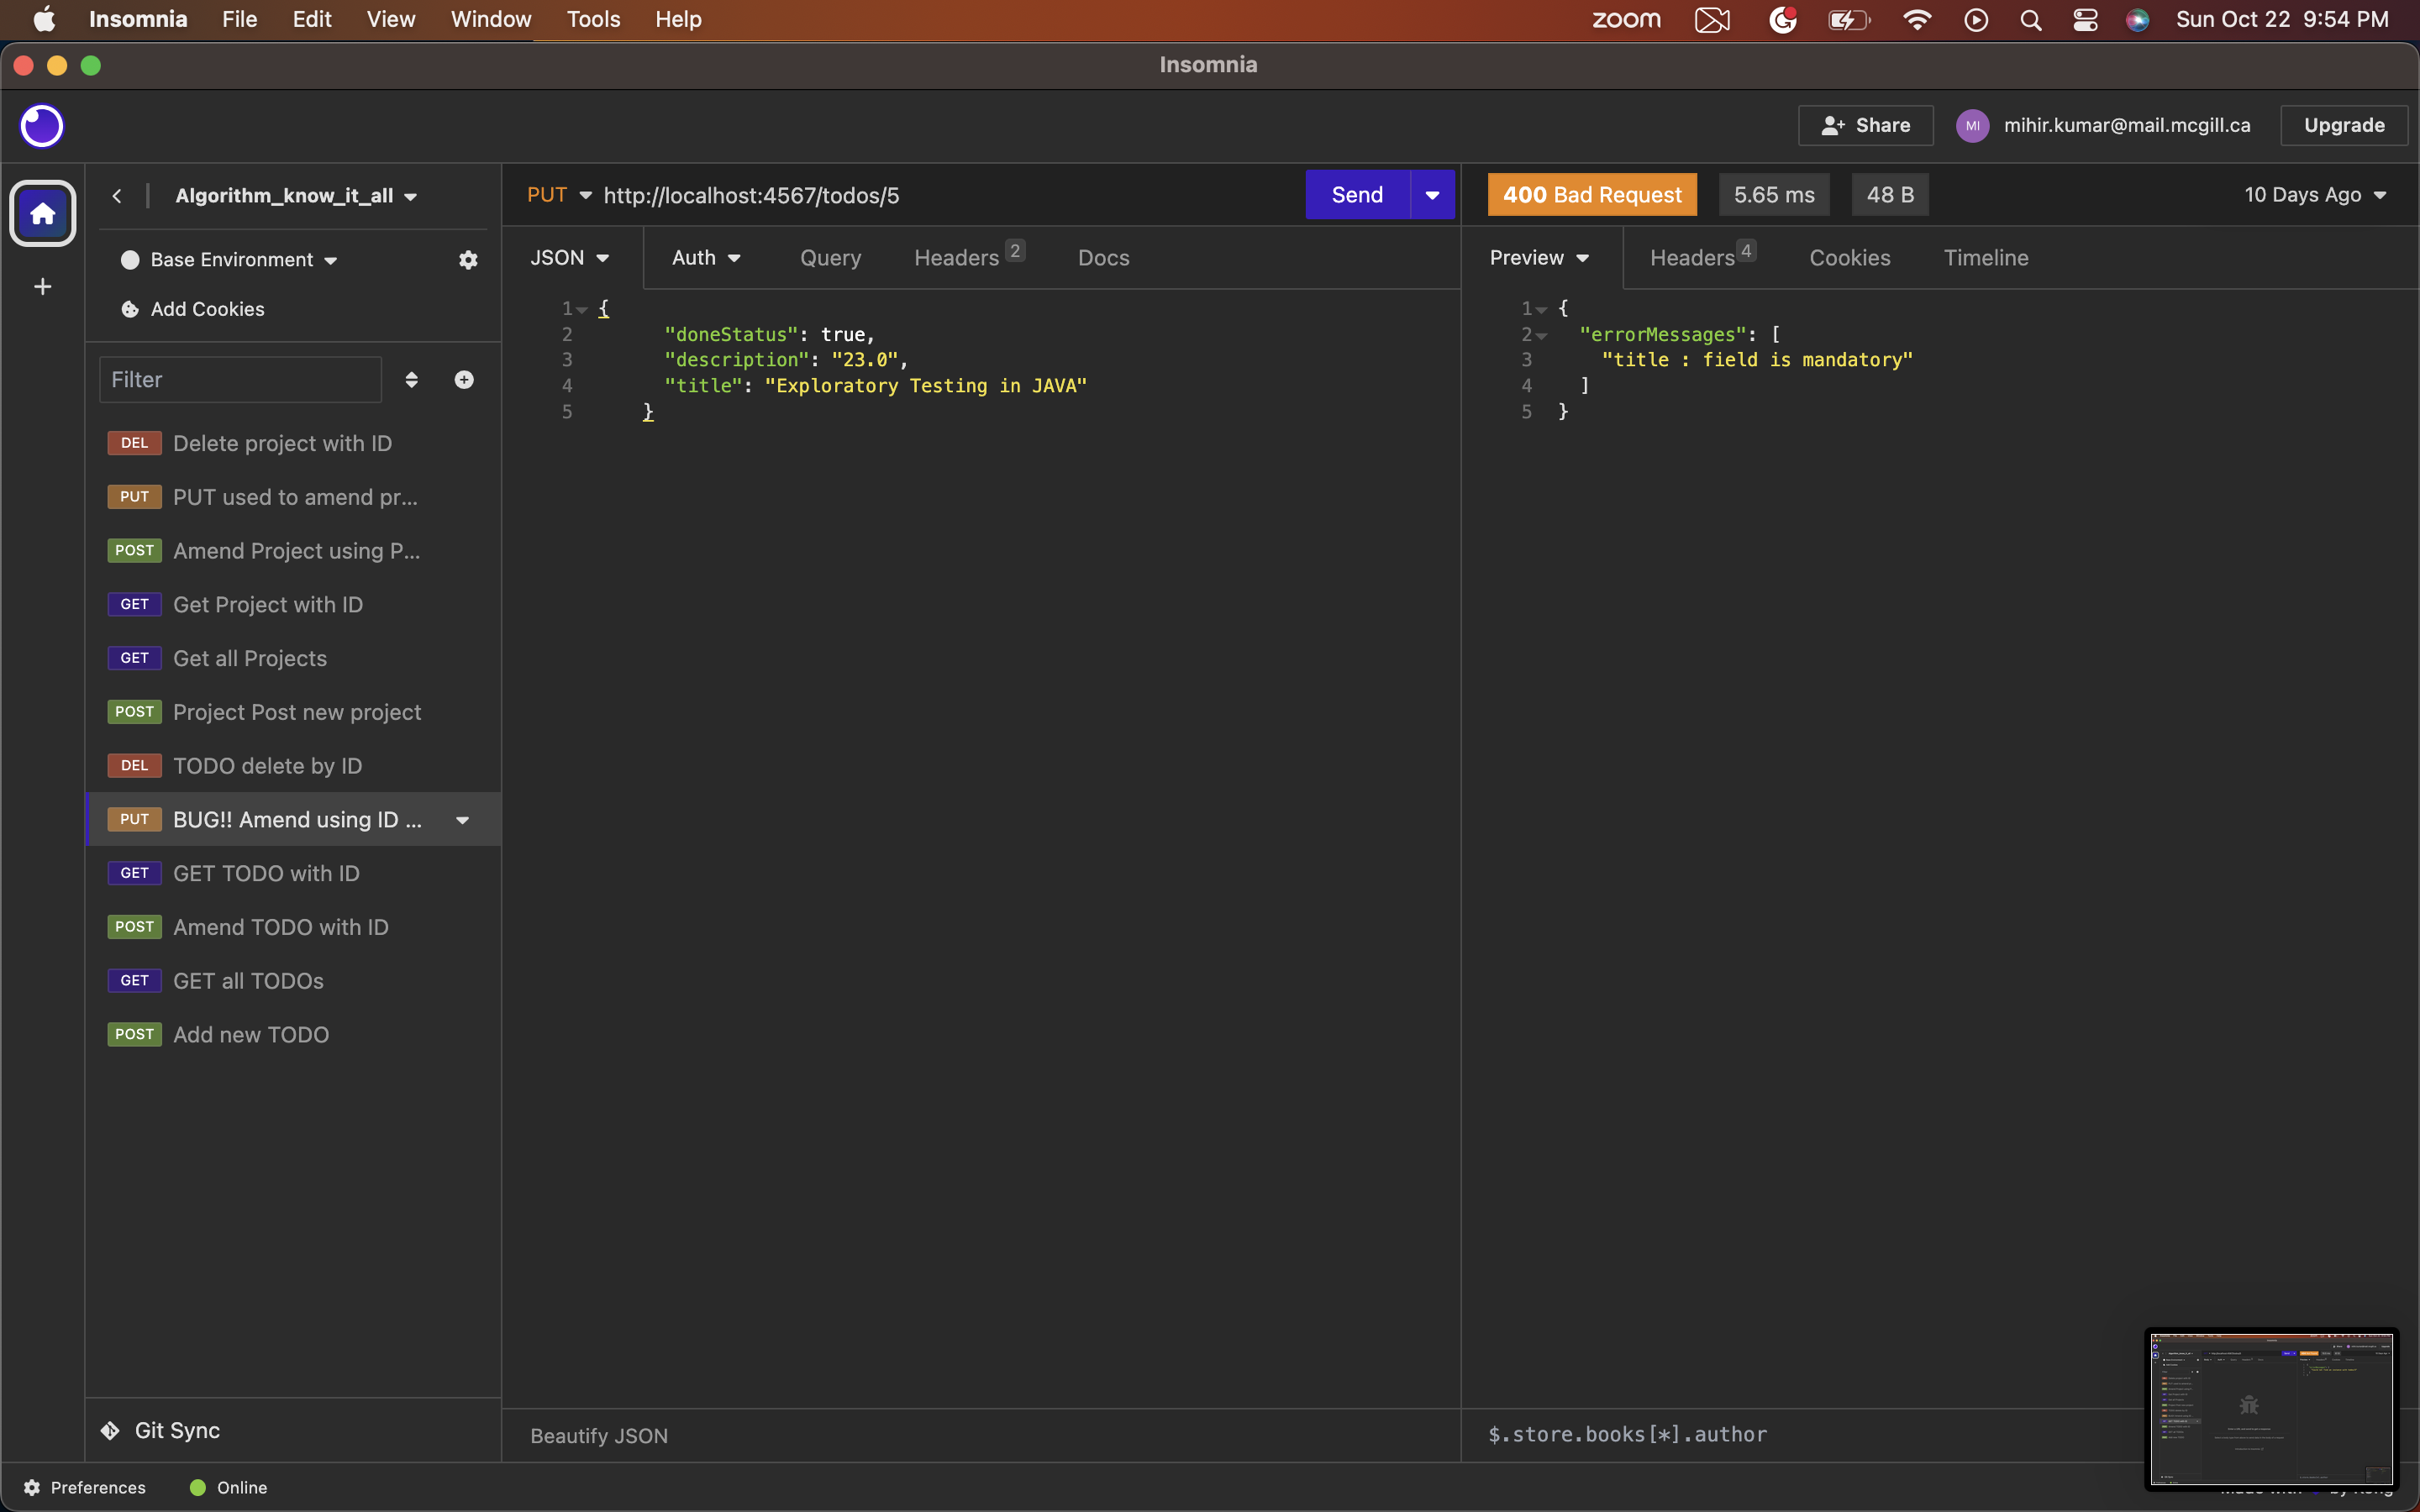 Insomnia File Edit View Window Tools Help zoom Sun Oct 22 9:54 PM
Insomnia
Share MI mihir.kumar@mail.mcgill.ca Upgrade
Algorithm_know_it_all PUT http://localhost:4567/todos/5 Send 400 Bad Request 5.65 ms 48 B 10 Days Ago
Base Environment
Add Cookies
Filter
DEL Delete project with ID
PUT PUT used to amend pr...
POST Amend Project using P...
GET Get Project with ID
GET Get all Projects
POST Project Post new project
DEL TODO delete by ID
PUT BUG!! Amend using ID ...
GET GET TODO with ID
POST Amend TODO with ID
GET GET all TODOs
POST Add new TODO
Git Sync
JSON Auth Query Headers 2 Docs
1 {
2 "doneStatus": true,
3 "description": "23.0",
4 "title": "Exploratory Testing in JAVA"
5 }
Beautify JSON
Preview Headers 4 Cookies Timeline
1 {
2 "errorMessages": [
3 "title : field is mandatory"
4 ]
5 }
$.store.books[*].author
Preferences Online